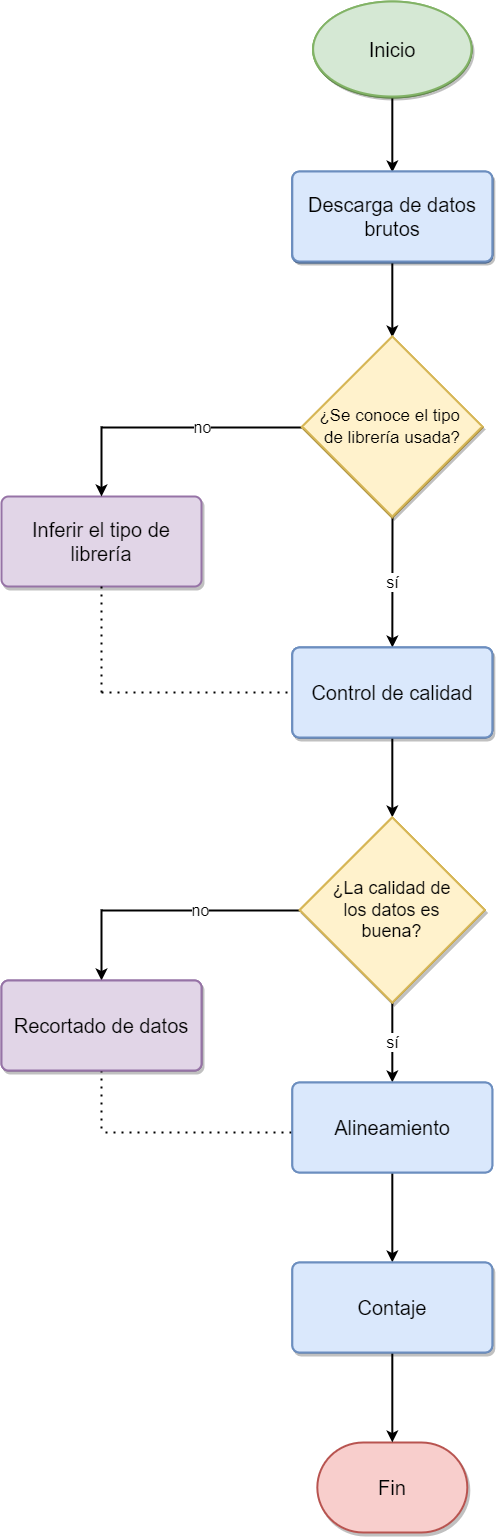 Inicio
Descarga de datos
brutos
¿Se conoce el tipo
de librería usada?
no
Inferir el tipo de
librería
sí
Control de calidad
¿La calidad de
los datos es
buena?
no
Recortado de datos
sí
Alineamiento
Contaje
Fin